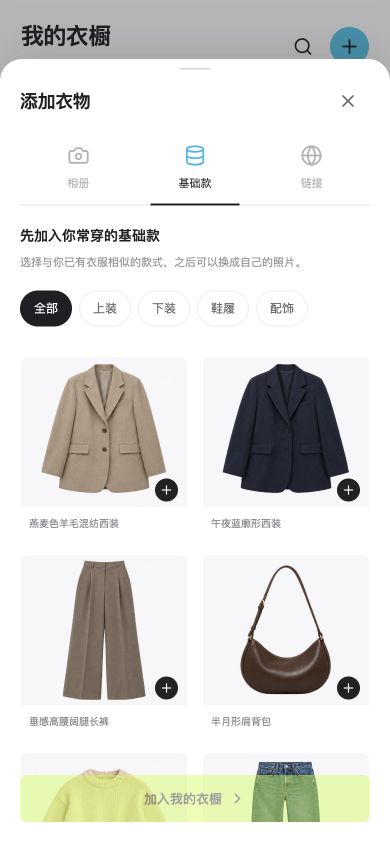 我的衣橱
添加衣物
相册
基础款
链接
先加入你常穿的基础款
选择与你已有衣服相似的款式，之后可以换成自己的照片。
全部
上装
下装
鞋履
配饰
燕麦色羊毛混纺西装
午夜蓝廓形西装
垂感高腰阔腿长裤
半月形肩背包
加入我的衣橱